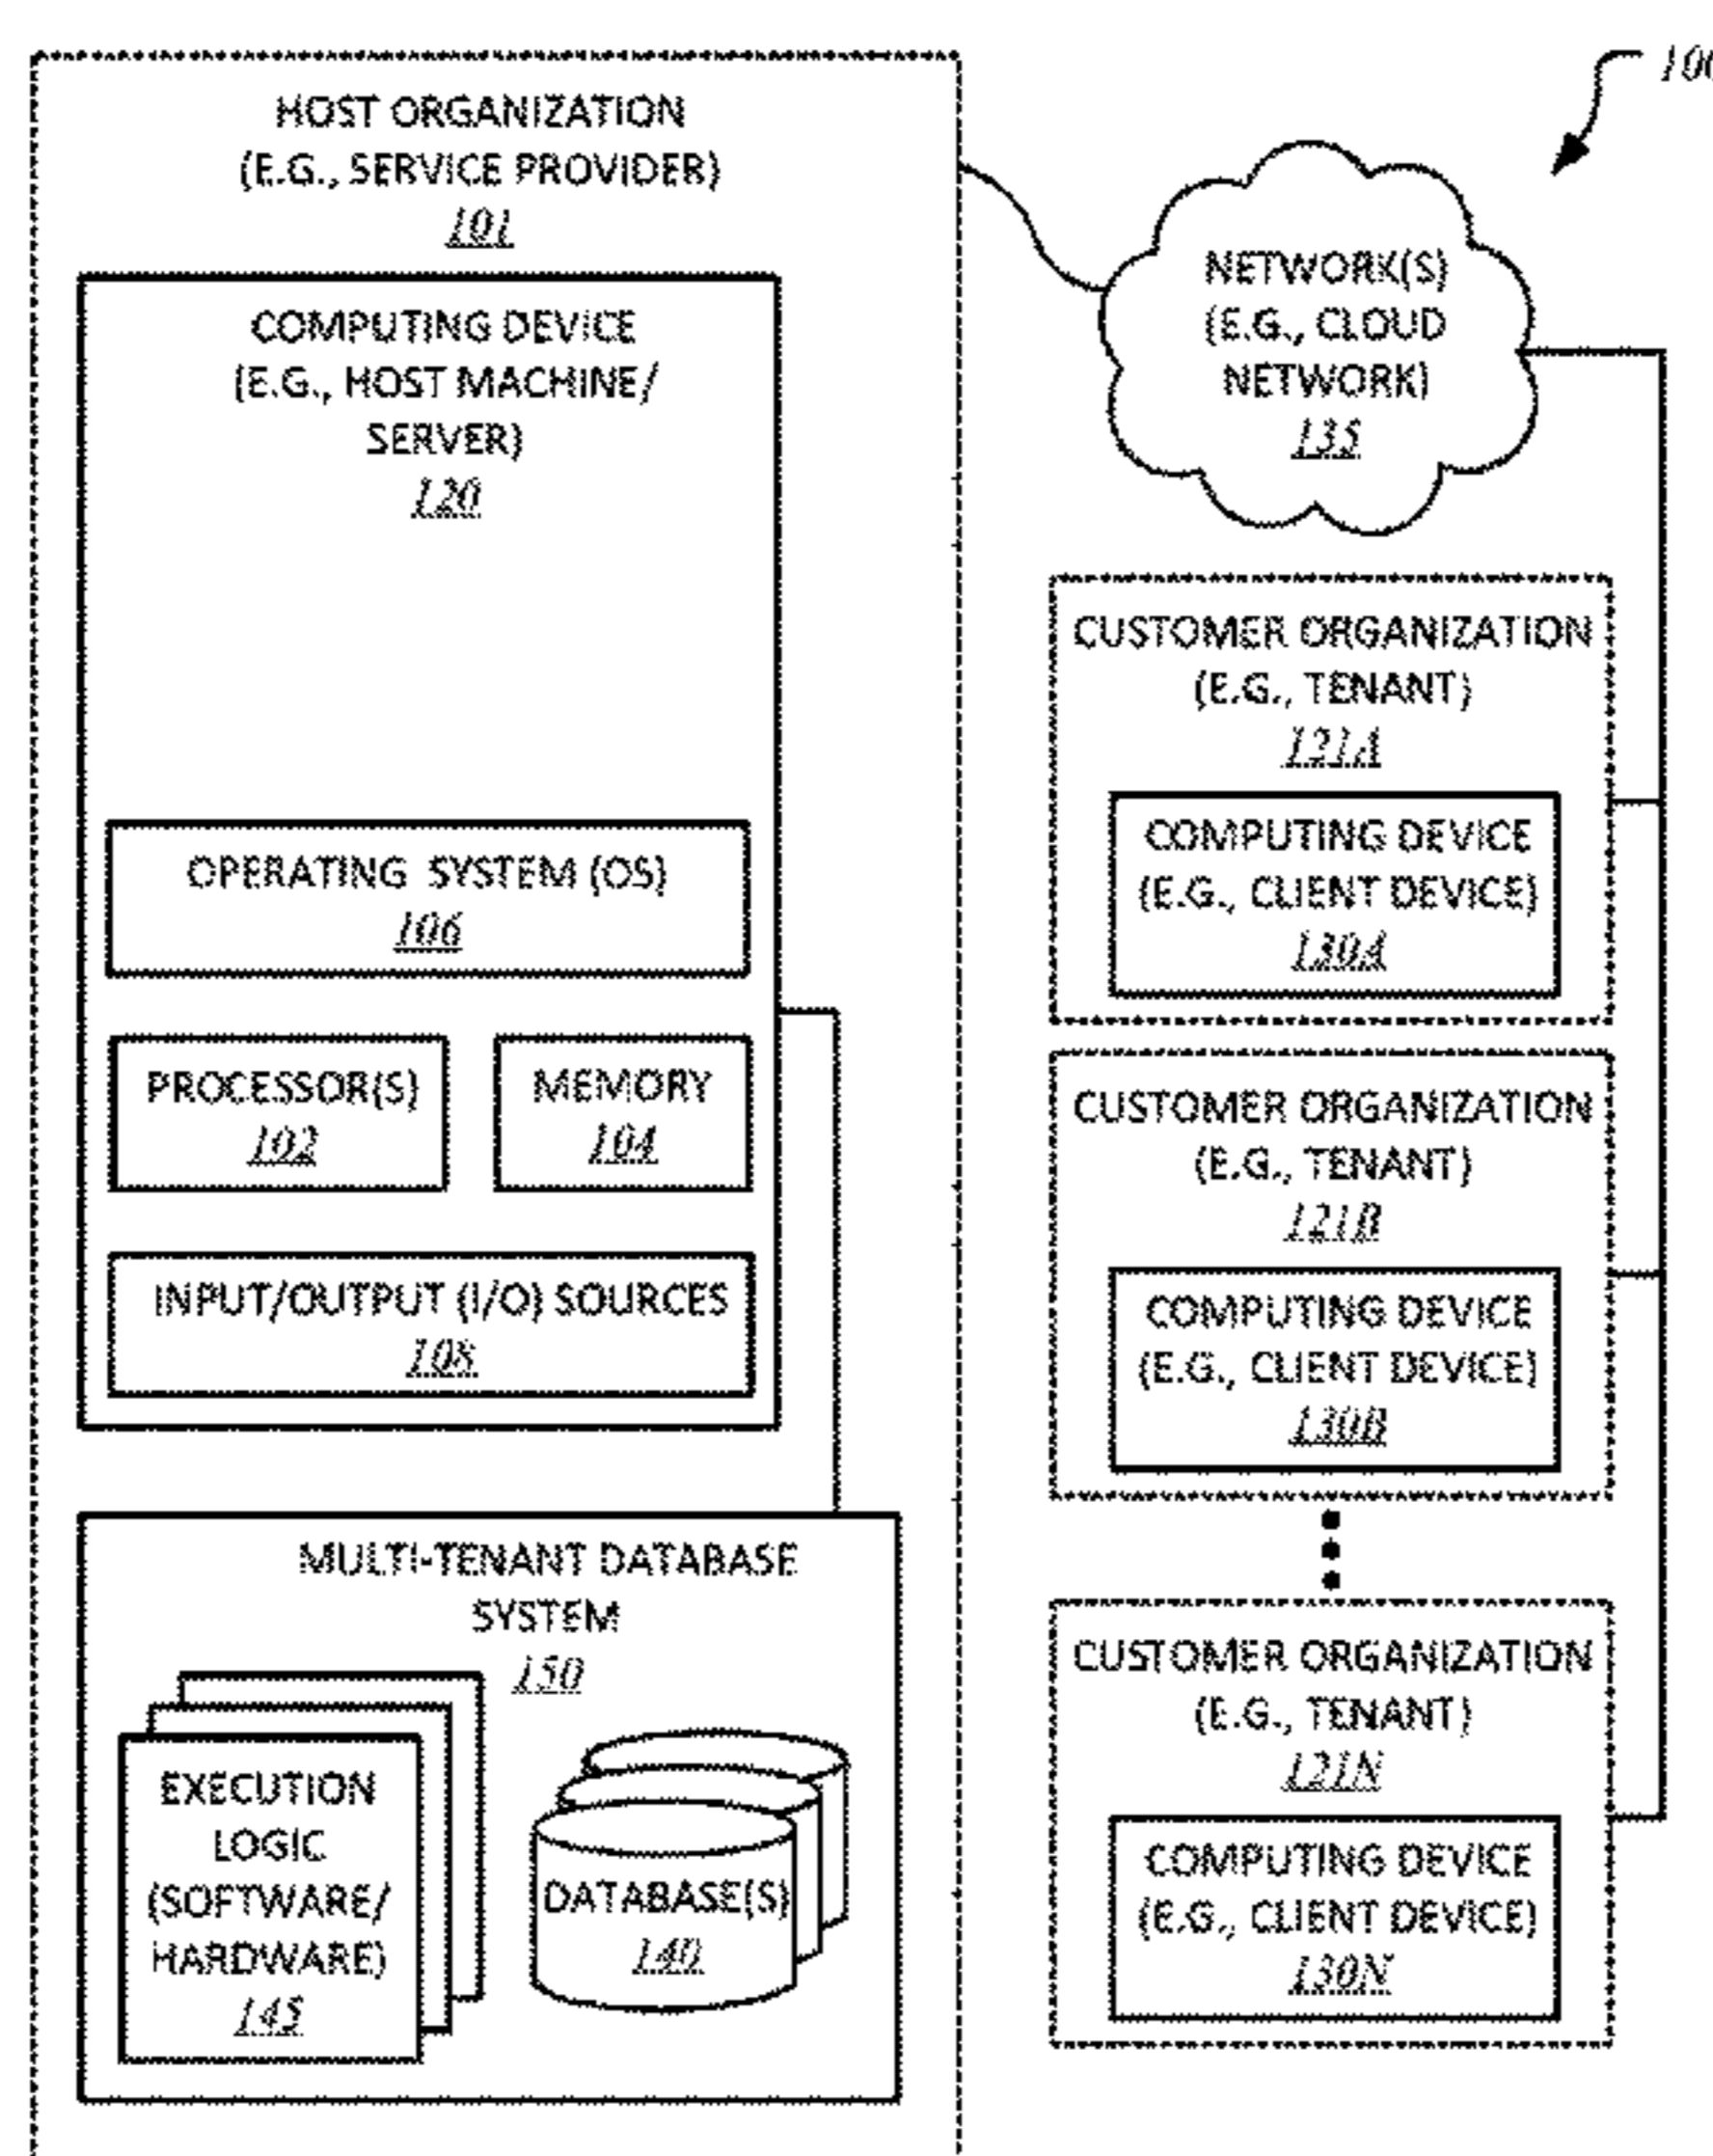 100
HOST ORGANIZATION
(E.G., SERVICE PROVIDER)
101
COMPUTING DEVICE
(E.G., HOST MACHINE/
SERVER)
120
OPERATING SYSTEM (OS)
106
PROCESSOR(S)
102
MEMORY
104
INPUT/OUTPUT (I/O) SOURCES
108
MULTI-TENANT DATABASE
SYSTEM
150
EXECUTION
LOGIC
(SOFTWARE/
HARDWARE)
145
DATABASE(S)
140
NETWORK(S)
(E.G., CLOUD
NETWORK)
135
CUSTOMER ORGANIZATION
(E.G., TENANT)
121A
COMPUTING DEVICE
(E.G., CLIENT DEVICE)
130A
CUSTOMER ORGANIZATION
(E.G., TENANT)
121B
COMPUTING DEVICE
(E.G., CLIENT DEVICE)
130B
CUSTOMER ORGANIZATION
(E.G., TENANT)
121N
COMPUTING DEVICE
(E.G., CLIENT DEVICE)
130N